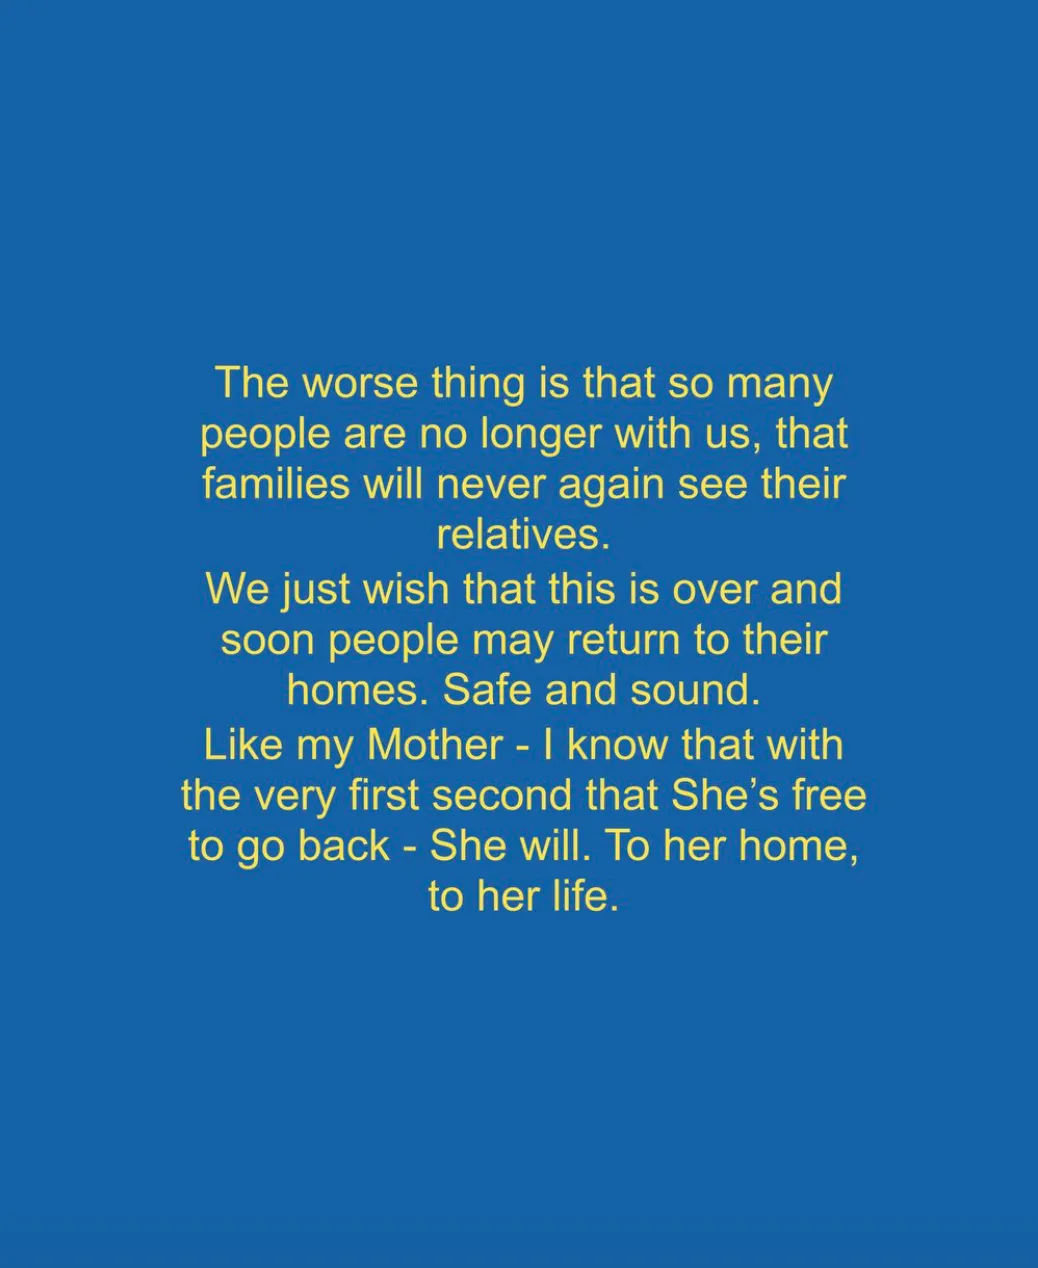 The worse thing is that so many
people are no longer with us, that
families will never again see their
relatives.
We just wish that this is over and
soon people may return to their
homes. Safe and sound.
Like my Mother - I know that with
the very first second that She’s free
to go back - She will. To her home,
to her life.